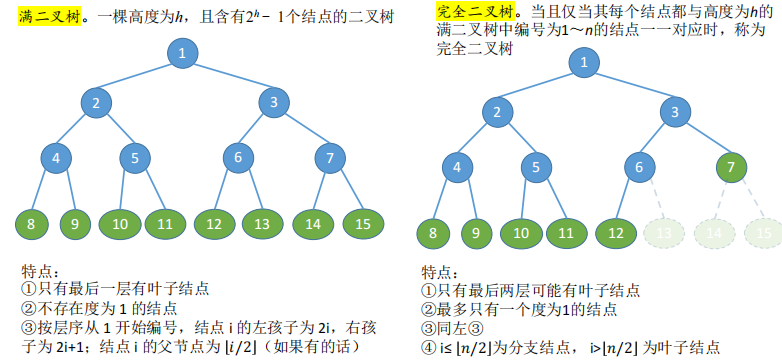 满二叉树。一棵高度为h，且含有2ʰ − 1个结点的二叉树
1
2
3
4
5
6
7
8
9
10
11
12
13
14
15
特点：
①只有最后一层有叶子结点
②不存在度为 1 的结点
③按层序从 1 开始编号，结点 i 的左孩子为 2i，右孩
子为 2i+1；结点 i 的父节点为 ⌊i/2⌋（如果有的话）
完全二叉树。当且仅当其每个结点都与高度为h的
满二叉树中编号为1～n的结点一一对应时，称为
完全二叉树
1
2
3
4
5
6
7
8
9
10
11
12
13
14
15
特点：
①只有最后两层可能有叶子结点
②最多只有一个度为1的结点
③同左③
④ i≤ ⌊n/2⌋为分支结点， i>⌊n/2⌋ 为叶子结点